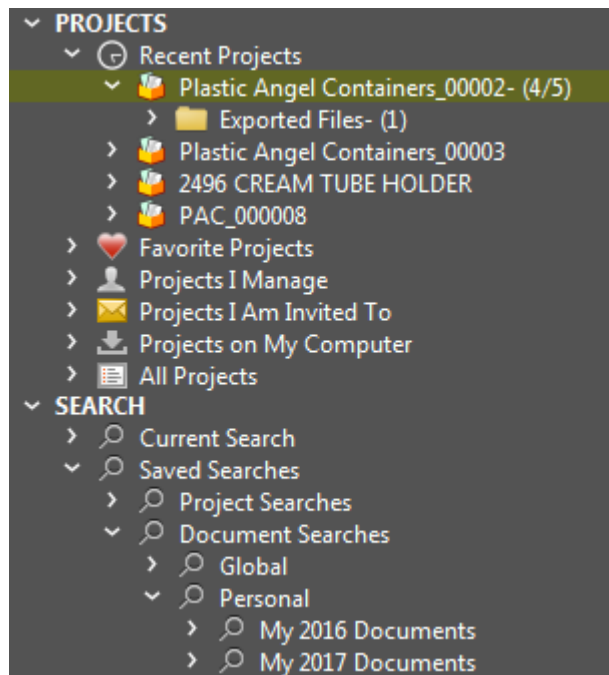 PROJECTS
Recent Projects
Plastic Angel Containers_00002- (4/5)
Exported Files- (1)
Plastic Angel Containers_00003
2496 CREAM TUBE HOLDER
PAC_000008
Favorite Projects
Projects I Manage
Projects I Am Invited To
Projects on My Computer
All Projects
SEARCH
Current Search
Saved Searches
Project Searches
Document Searches
Global
Personal
My 2016 Documents
My 2017 Documents